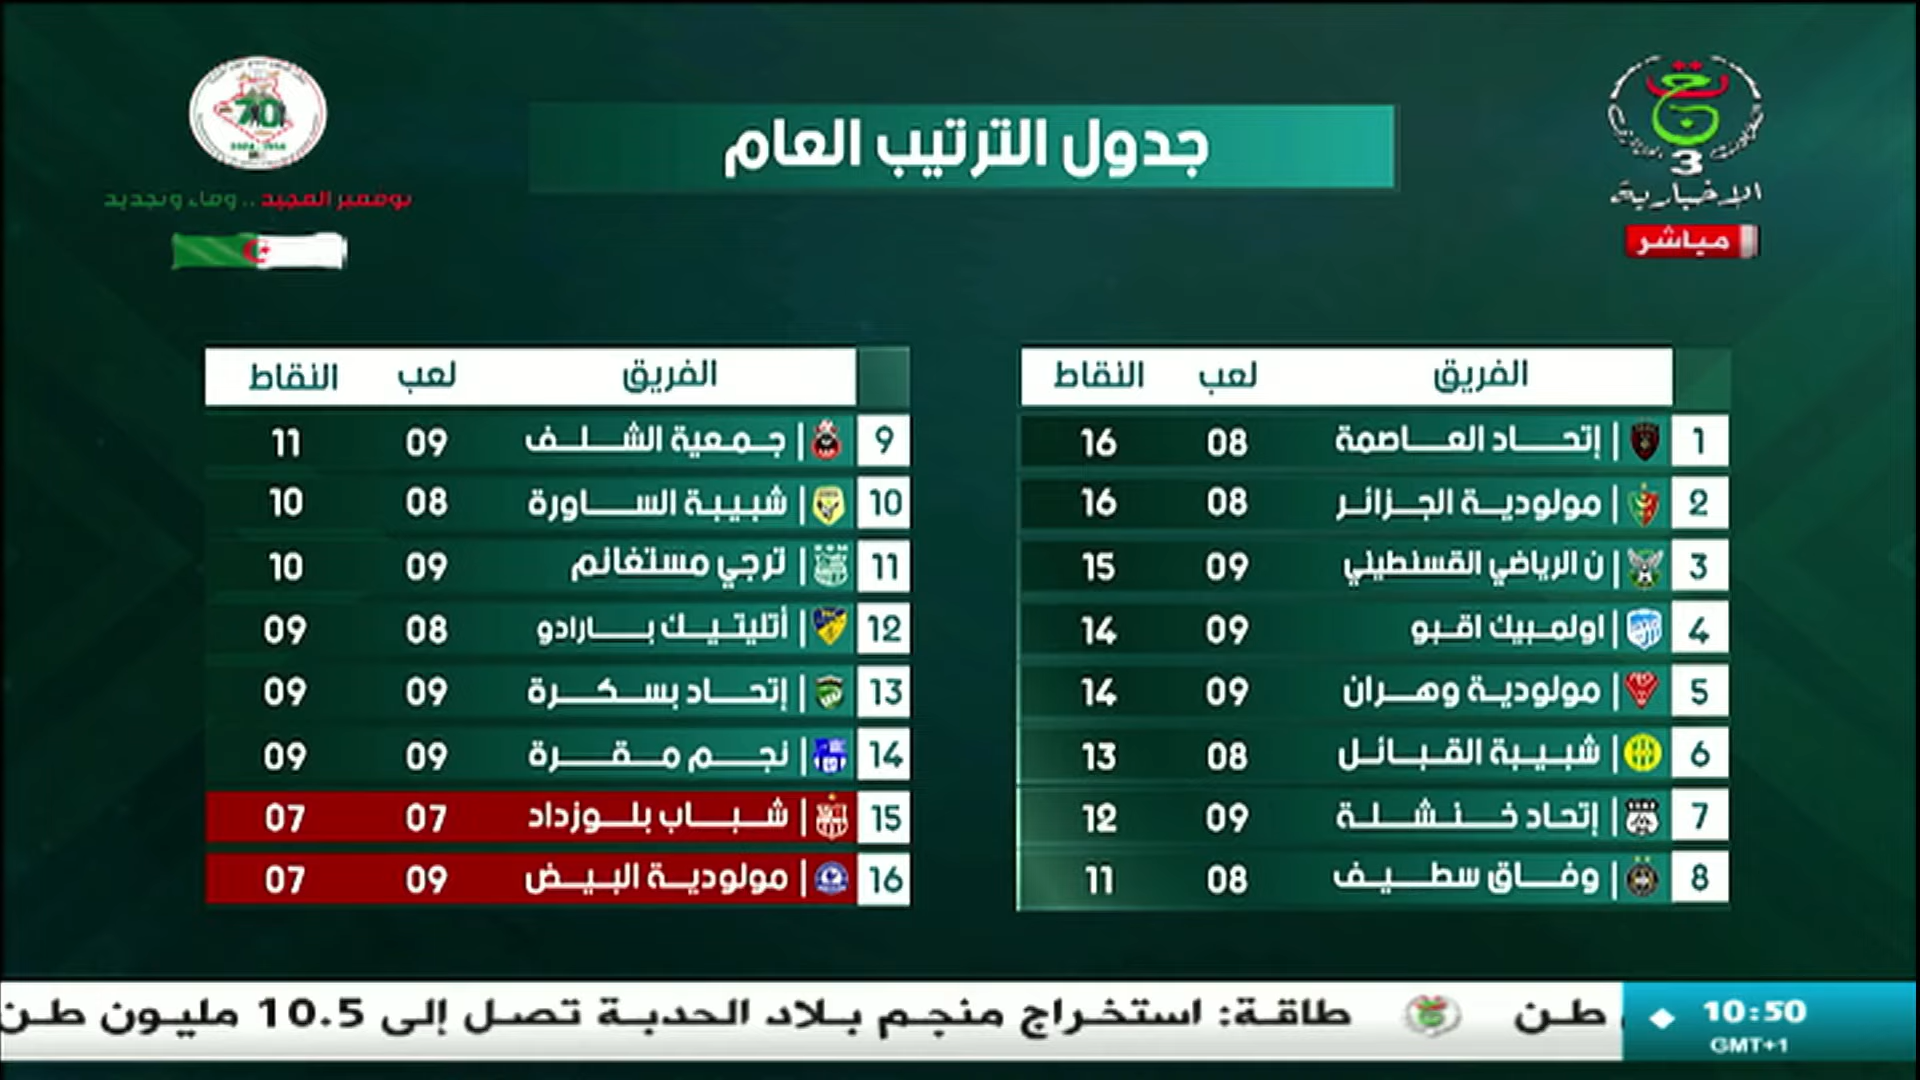 جدول الترتيب العام
3
الإخبارية
مباشر
70
نوفمبر المجيد .. وفاء وتجديد
الفريق لعب النقاط
1 إتحاد العاصمة 08 16
2 مولودية الجزائر 08 16
3 ن الرياضي القسنطيني 09 15
4 اولمبيك اقبو 09 14
5 مولودية وهران 09 14
6 شبيبة القبائل 08 13
7 إتحاد خنشلة 09 12
8 وفاق سطيف 08 11
الفريق لعب النقاط
9 جمعية الشلف 09 11
10 شبيبة الساورة 08 10
11 ترجي مستغانم 09 10
12 أتليتيك بارادو 08 09
13 إتحاد بسكرة 09 09
14 نجم مقرة 09 09
15 شباب بلوزداد 07 07
16 مولودية البيض 09 07
10:50
GMT+1
طن طاقة: استخراج منجم بلاد الحدبة تصل إلى 10.5 مليون طن